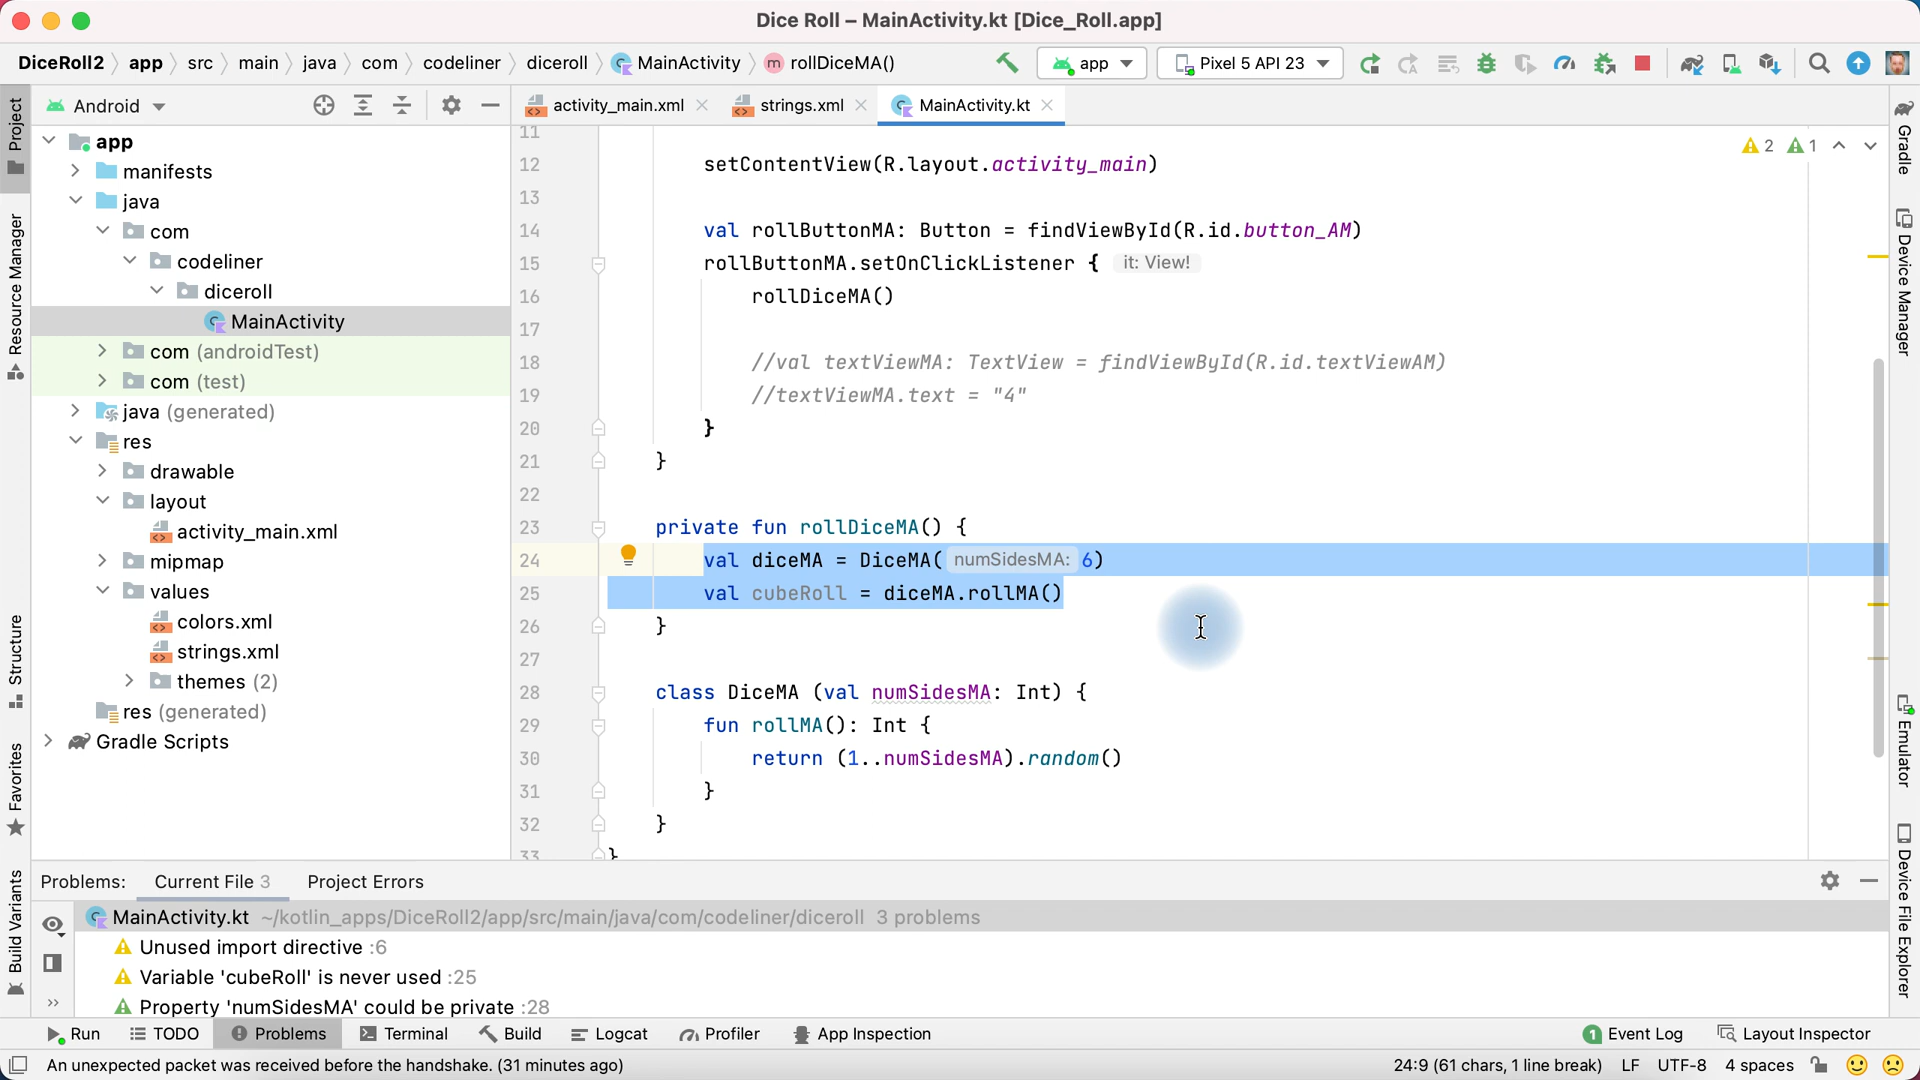 Dice Roll – MainActivity.kt [Dice_Roll.app]
DiceRoll2 app src main java com codeliner diceroll MainActivity m rollDiceMA() app Pixel 5 API 23
Project
Resource Manager
Structure
Favorites
Build Variants
Android
app
manifests
java
com
codeliner
diceroll
MainActivity
com (androidTest)
com (test)
java (generated)
res
drawable
layout
activity_main.xml
mipmap
values
colors.xml
strings.xml
themes (2)
res (generated)
Gradle Scripts
activity_main.xml strings.xml MainActivity.kt
2 1
11
12 setContentView(R.layout.activity_main)
13
14 val rollButtonMA: Button = findViewById(R.id.button_AM)
15 rollButtonMA.setOnClickListener { it: View!
16 rollDiceMA()
17
18 //val textViewMA: TextView = findViewById(R.id.textViewAM)
19 //textViewMA.text = "4"
20 }
21 }
22
23 private fun rollDiceMA() {
24 val diceMA = DiceMA( numSidesMA: 6)
25 val cubeRoll = diceMA.rollMA()
26 }
27
28 class DiceMA (val numSidesMA: Int) {
29 fun rollMA(): Int {
30 return (1..numSidesMA).random()
31 }
32 }
33 }
Gradle
Device Manager
Emulator
Device File Explorer
Problems: Current File 3 Project Errors
MainActivity.kt ~/kotlin_apps/DiceRoll2/app/src/main/java/com/codeliner/diceroll 3 problems
Unused import directive :6
Variable 'cubeRoll' is never used :25
Property 'numSidesMA' could be private :28
Run TODO Problems Terminal Build Logcat Profiler App Inspection 1 Event Log Layout Inspector
An unexpected packet was received before the handshake. (31 minutes ago) 24:9 (61 chars, 1 line break) LF UTF-8 4 spaces